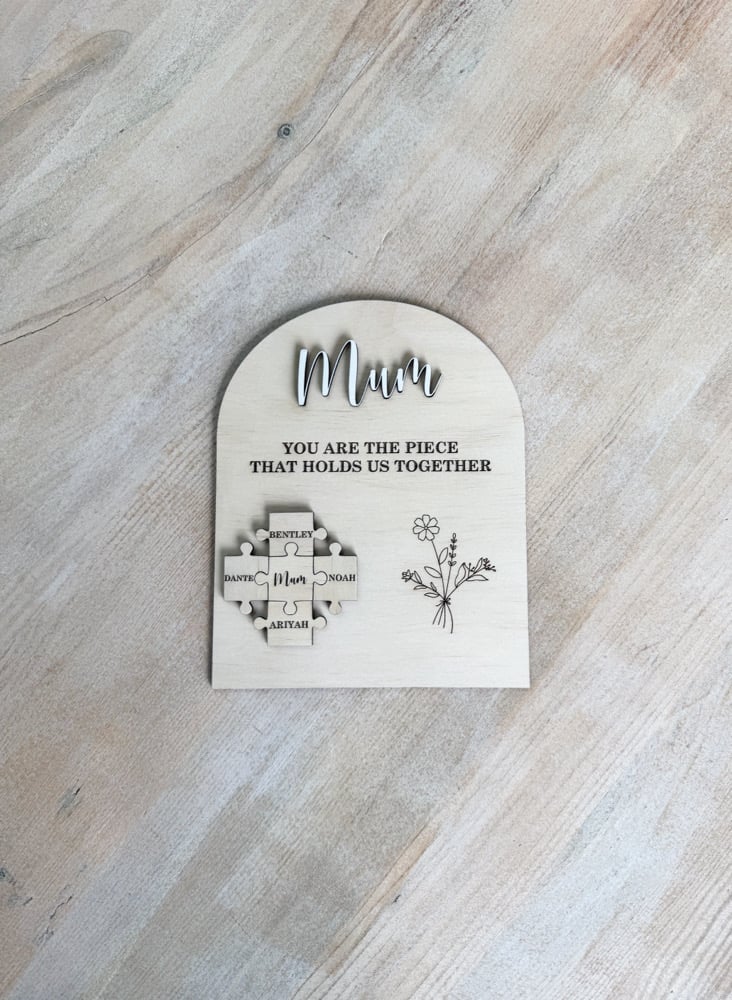 Mum
YOU ARE THE PIECE
THAT HOLDS US TOGETHER
BENTLEY
DANTE Mum NOAH
ARIYAH